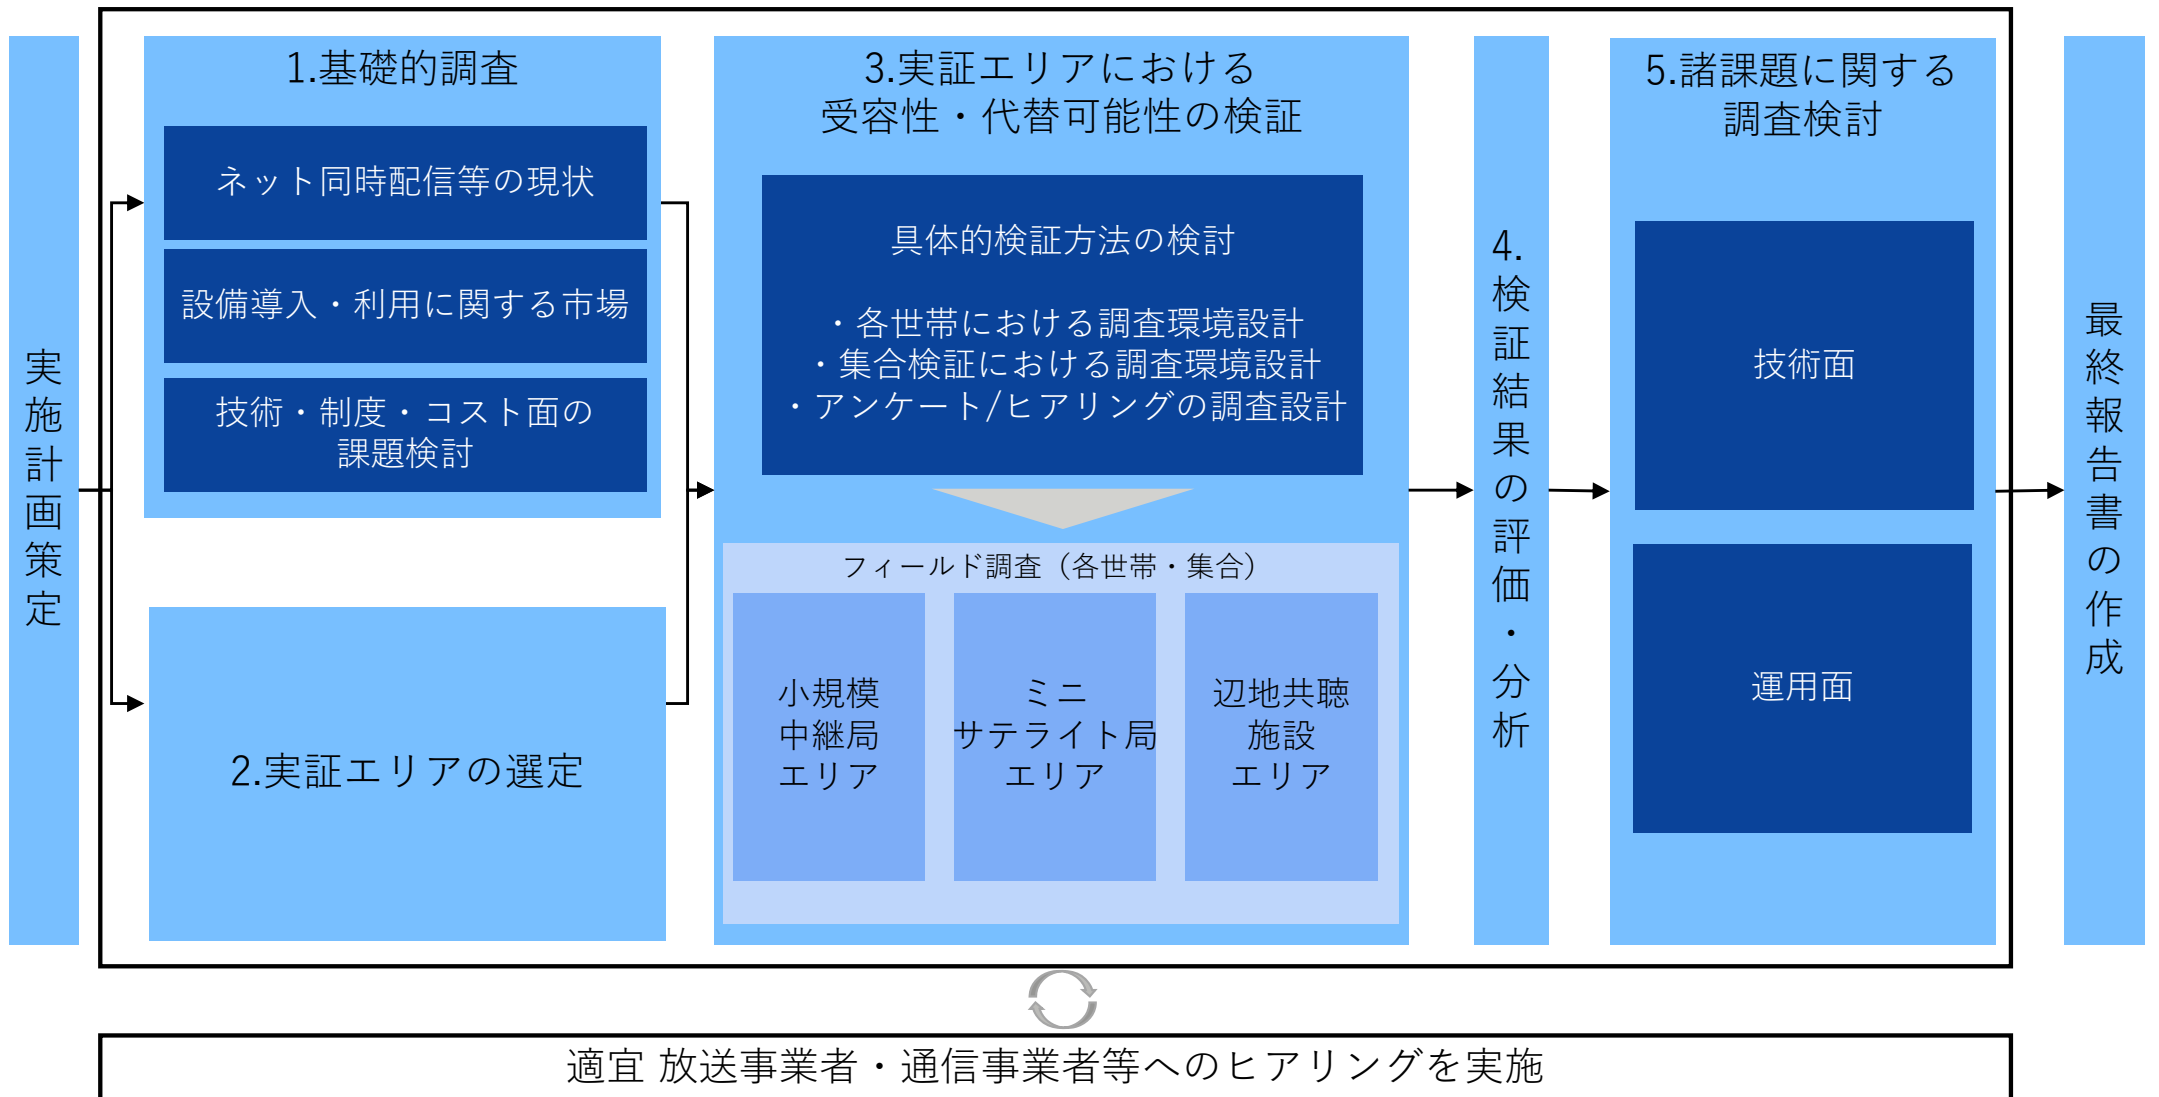 実施計画策定
1.基礎的調査
ネット同時配信等の現状
設備導入・利用に関する市場
技術・制度・コスト面の
課題検討
2.実証エリアの選定
3.実証エリアにおける
受容性・代替可能性の検証
具体的検証方法の検討
・各世帯における調査環境設計
・集合検証における調査環境設計
・アンケート/ヒアリングの調査設計
フィールド調査（各世帯・集合）
小規模
中継局
エリア
ミニ
サテライト局
エリア
辺地共聴
施設
エリア
4.検証結果の評価・分析
5.諸課題に関する
調査検討
技術面
運用面
最終報告書の作成
適宜 放送事業者・通信事業者等へのヒアリングを実施